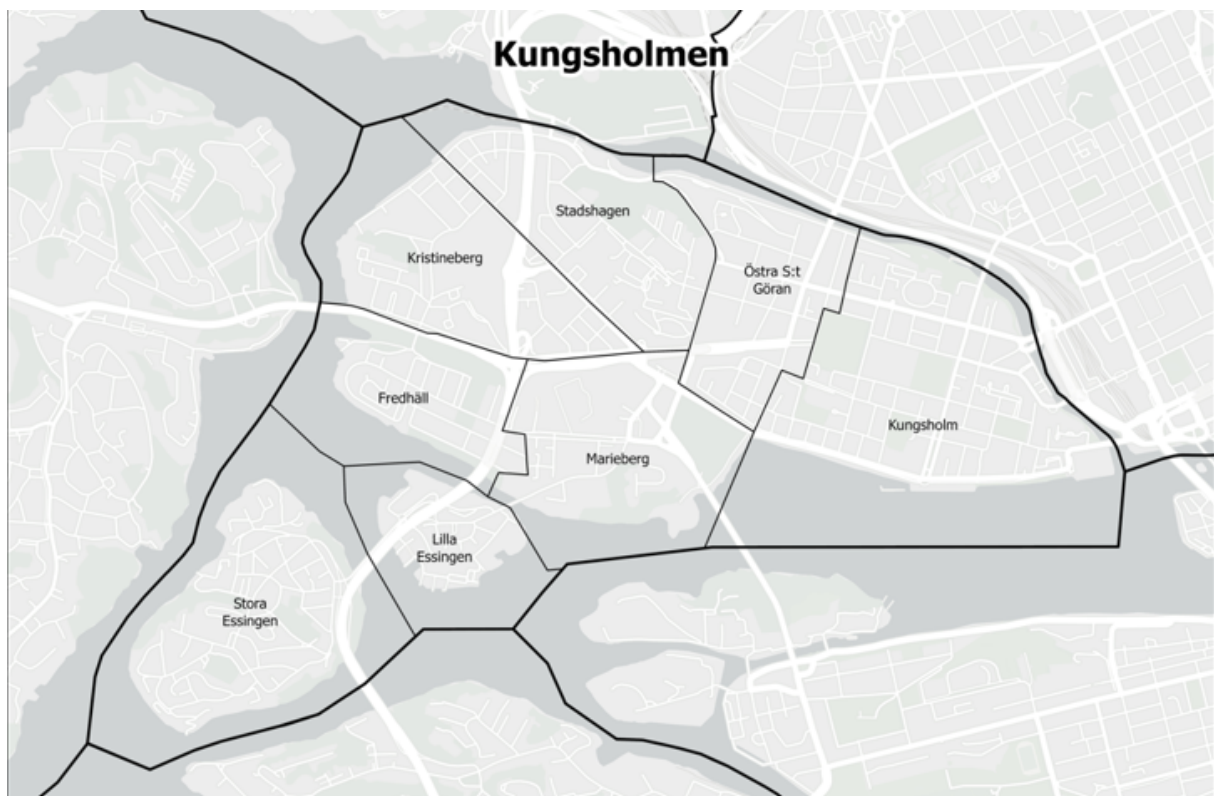 Kungsholmen
Stadshagen
Kristineberg
Östra S:t
Göran
Fredhäll
Kungsholm
Marieberg
Lilla
Essingen
Stora
Essingen